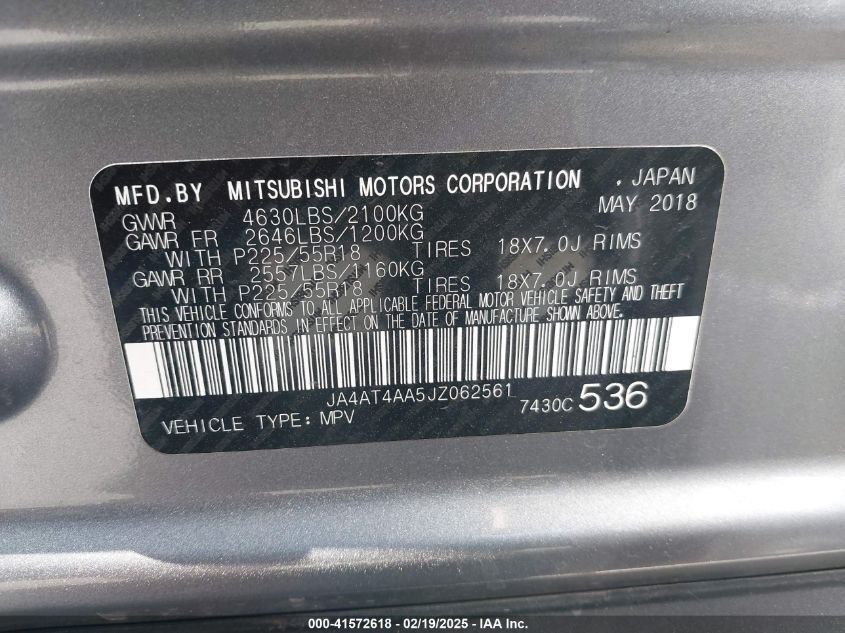 MFD.BY MITSUBISHI MOTORS CORPORATION . JAPAN
GVWR 4630LBS/2100KG MAY 2018
GAWR FR 2646LBS/1200KG
WITH P225/55R18 TIRES 18X7.0J RIMS
GAWR RR 2557LBS/1160KG
WITH P225/55R18 TIRES 18X7.0J RIMS
THIS VEHICLE CONFORMS TO ALL APPLICABLE FEDERAL MOTOR VEHICLE SAFETY AND THEFT
PREVENTION STANDARDS IN EFFECT ON THE DATE OF MANUFACTURE SHOWN ABOVE.
JA4AT4AA5JZ062561
VEHICLE TYPE:MPV 7430C 536
000-41572618 - 02/19/2025 - IAA Inc.